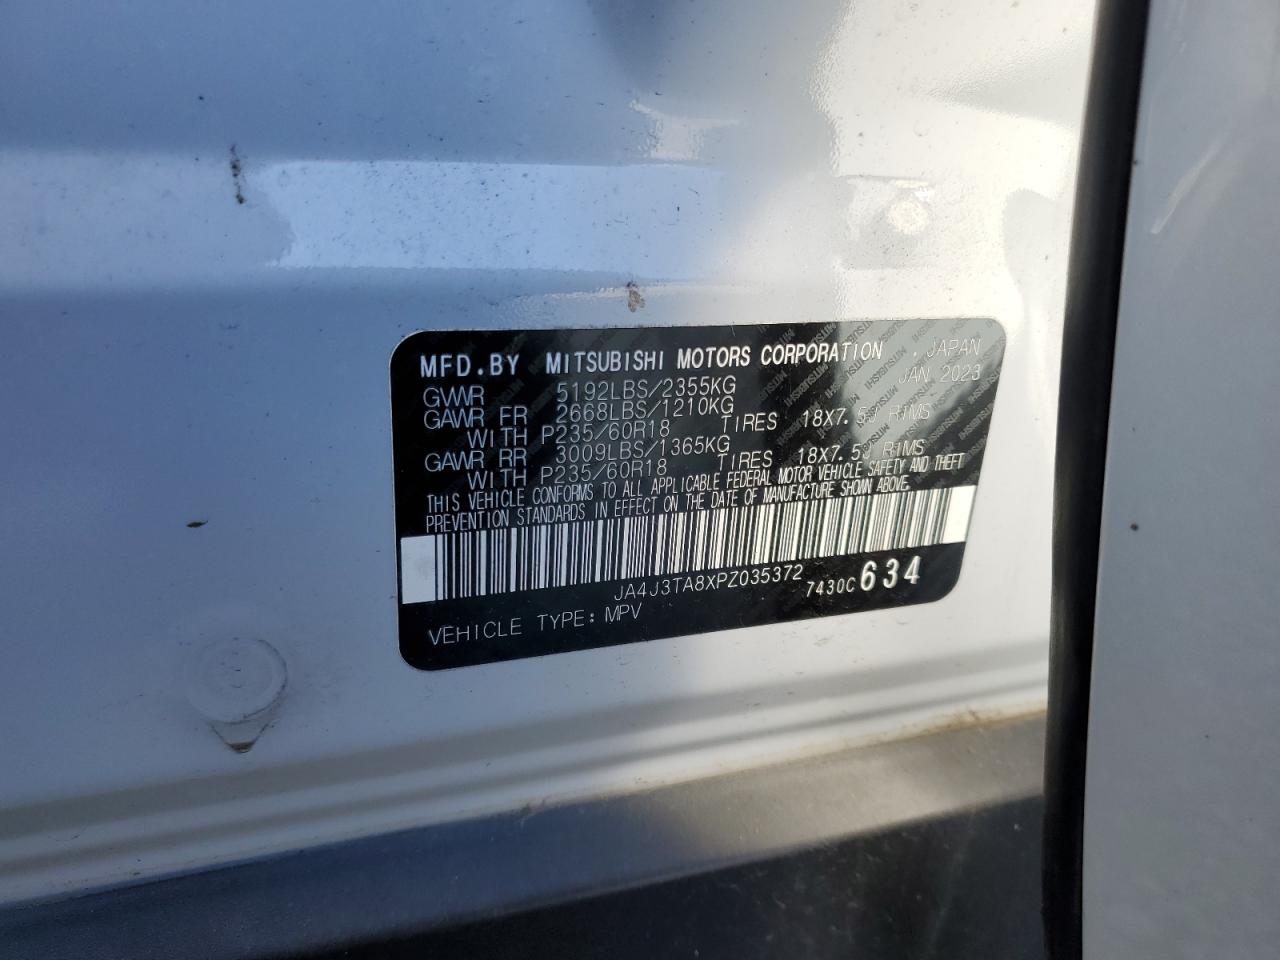 MFD.BY MITSUBISHI MOTORS CORPORATION , JAPAN
JAN 2023
GVWR 5192LBS/2355KG
GAWR FR 2668LBS/1210KG
WITH P235/60R18 TIRES 18X7.5J RIMS
GAWR RR 3009LBS/1365KG
WITH P235/60R18 TIRES 18X7.5J RIMS
THIS VEHICLE CONFORMS TO ALL APPLICABLE FEDERAL MOTOR VEHICLE SAFETY AND THEFT
PREVENTION STANDARDS IN EFFECT ON THE DATE OF MANUFACTURE SHOWN ABOVE.
JA4J3TA8XPZ035372
7430C 634
VEHICLE TYPE: MPV